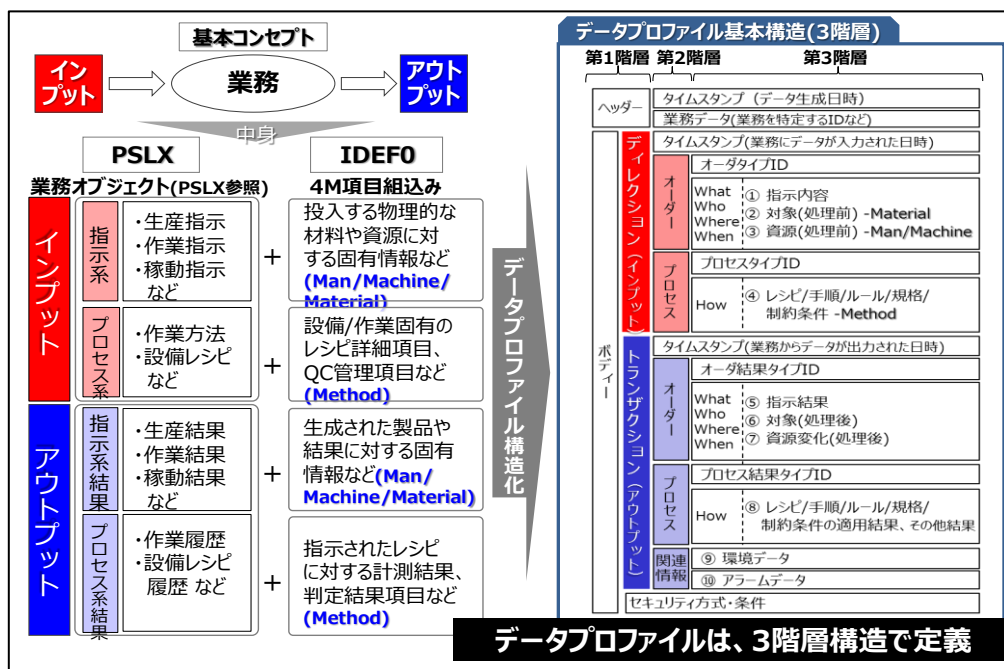 基本コンセプト
イン
プット
業務
アウト
プット
中身
PSLX
IDEF0
業務オブジェクト(PSLX参照)
4M項目組込み
インプット
指示系
・生産指示
・作業指示
・稼動指示
など
+
投入する物理的な
材料や資源に対
する固有情報など
(Man/Machine/
Material)
プロセス系
・作業方法
・設備レシピ
など
+
設備/作業固有の
レシピ詳細項目、
QC管理項目など
(Method)
アウトプット
指示系結果
・生産結果
・作業結果
・稼動結果
など
+
生成された製品や
結果に対する固有
情報など(Man/
Machine/Material)
プロセス系結果
・作業履歴
・設備レシピ
履歴 など
+
指示されたレシピ
に対する計測結果、
判定結果項目など
(Method)
データプロファイル構造化
データプロファイル基本構造(3階層)
第1階層
第2階層
第3階層
ヘッダー
タイムスタンプ（データ生成日時）
業務データ(業務を特定するIDなど)
ボディー
ディレクション(インプット)
タイムスタンプ(業務にデータが入力された日時)
オーダー
オーダタイプID
What
Who
Where
When
① 指示内容
② 対象(処理前) -Material
③ 資源(処理前) -Man/Machine
プロセス
プロセスタイプID
How
④ レシピ/手順/ルール/規格/
制約条件 -Method
トランザクション(アウトプット)
タイムスタンプ(業務からデータが出力された日時)
オーダー
オーダ結果タイプID
What
Who
Where
When
⑤ 指示結果
⑥ 対象(処理後)
⑦ 資源変化(処理後)
プロセス
プロセス結果タイプID
How
⑧ レシピ/手順/ルール/規格/
制約条件の適用結果、その他結果
関連
情報
⑨ 環境データ
⑩ アラームデータ
セキュリティ方式・条件
データプロファイルは、3階層構造で定義